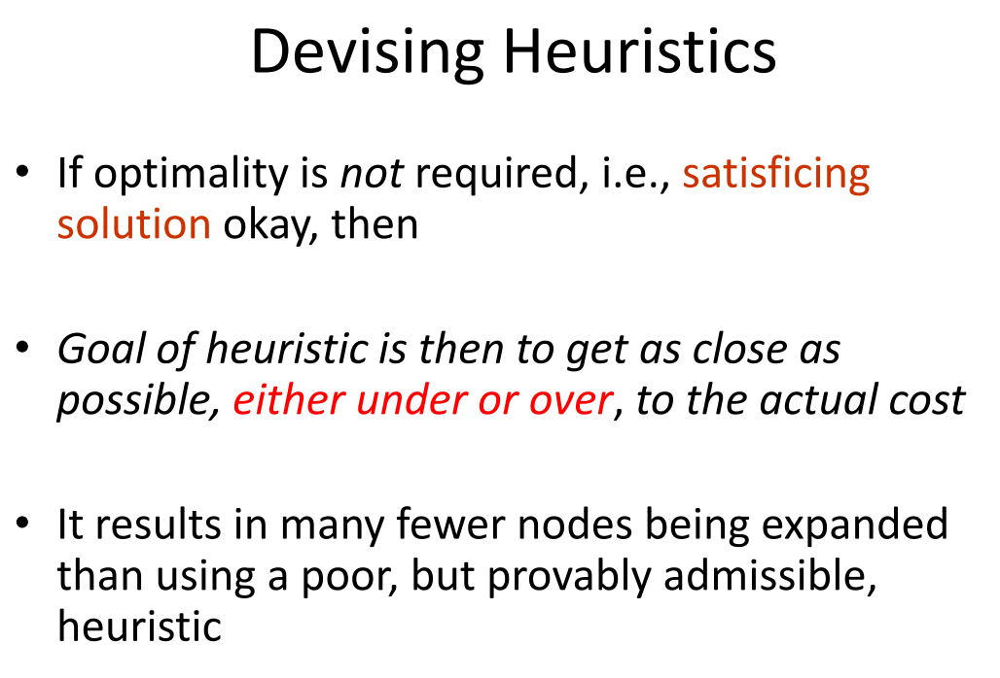 Devising Heuristics
• If optimality is not required, i.e., satisficing
solution okay, then
• Goal of heuristic is then to get as close as
possible, either under or over, to the actual cost
• It results in many fewer nodes being expanded
than using a poor, but provably admissible,
heuristic